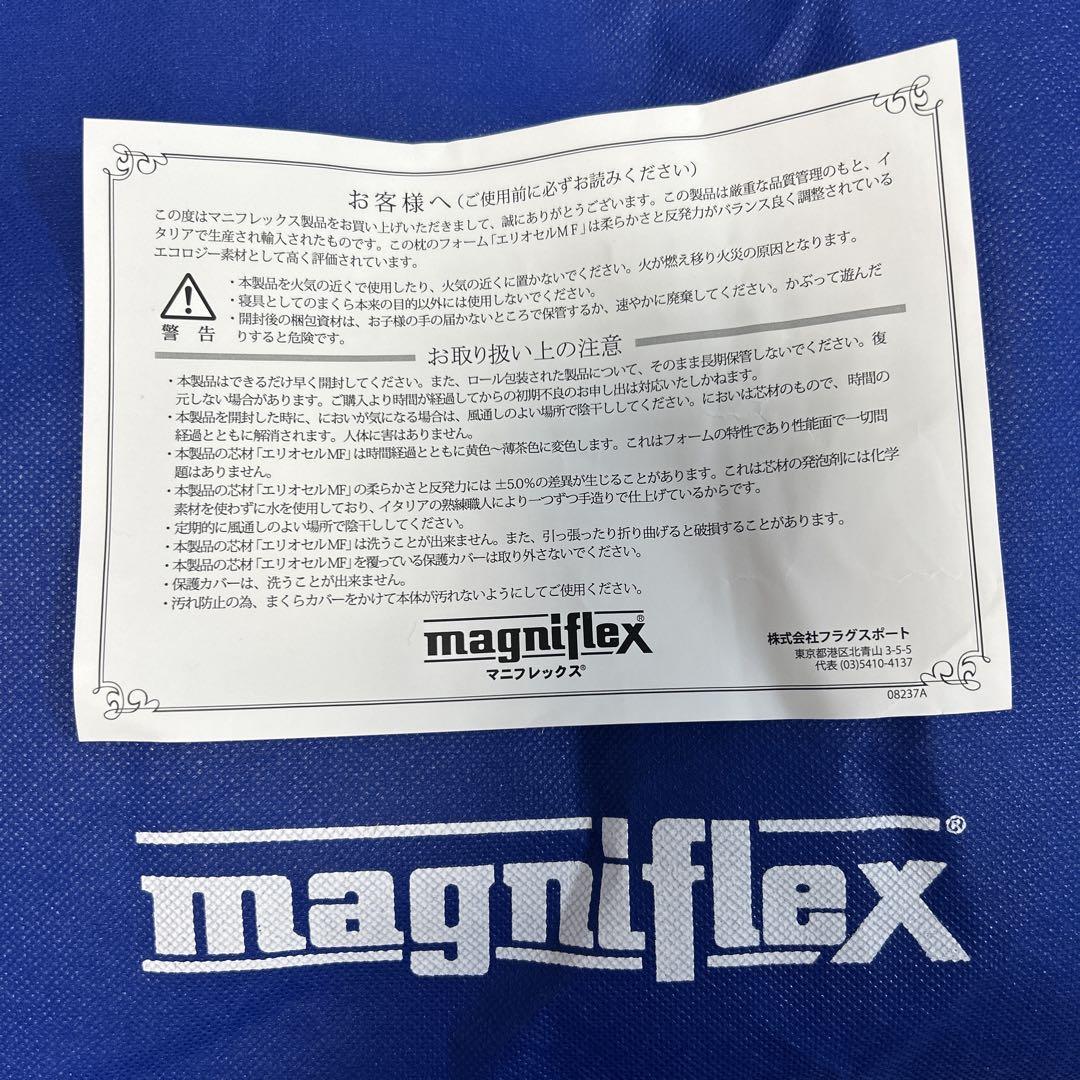 お客様へ(ご使用前に必ずお読みください)
この度はマニフレックス製品をお買い上げいただきまして、誠にありがとうございます。この製品は厳重な品質管理のもと、イ
タリアで生産され輸入されたものです。この枕のフォーム「エリオセルMF」は柔らかさと反発力がバランス良く調整されている
エコロジー素材として高く評価されています。
・本製品を火気の近くで使用したり、火気の近くに置かないでください。火が燃え移り火災の原因となります。
・寝具としてのまくら本来の目的以外には使用しないでください。
・開封後の梱包資材は、お子様の手の届かないところで保管するか、速やかに廃棄してください。かぶって遊んだ
りすると危険です。
警告
お取り扱い上の注意
・本製品はできるだけ早く開封してください。また、ロール包装された製品について、そのまま長期保管しないでください。復
元しない場合があります。ご購入より時間が経過してからの初期不良のお申し出は対応いたしかねます。
・本製品を開封した時に、においが気になる場合は、風通しのよい場所で陰干ししてください。においは芯材のもので、時間の
経過とともに解消されます。人体に害はありません。
・本製品の芯材「エリオセルMF」は時間経過とともに黄色〜薄茶色に変色します。これはフォームの特性であり性能面で一切問
題はありません。
・本製品の芯材「エリオセルMF」の柔らかさと反発力には±5.0%の差異が生じることがあります。これは芯材の発泡剤には化学
素材を使わずに水を使用しており、イタリアの熟練職人により一つずつ手造りで仕上げているからです。
・定期的に風通しのよい場所で陰干ししてください。
・本製品の芯材「エリオセルMF」は洗うことが出来ません。また、引っ張ったり折り曲げると破損することがあります。
・本製品の芯材「エリオセルMF」を覆っている保護カバーは取り外さないでください。
・保護カバーは、洗うことが出来ません。
・汚れ防止の為、まくらカバーをかけて本体が汚れないようにしてご使用ください。
magniflex®
マニフレックス®
株式会社フラグスポート
東京都港区北青山 3-5-5
代表 (03)5410-4137
08237A
magniflex®